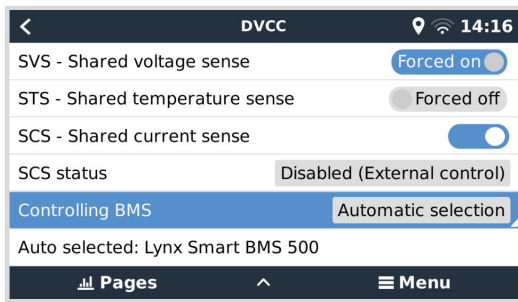 DVCC 14:16
SVS - Shared voltage sense Forced on
STS - Shared temperature sense Forced off
SCS - Shared current sense
SCS status Disabled (External control)
Controlling BMS Automatic selection
Auto selected: Lynx Smart BMS 500
Pages Menu